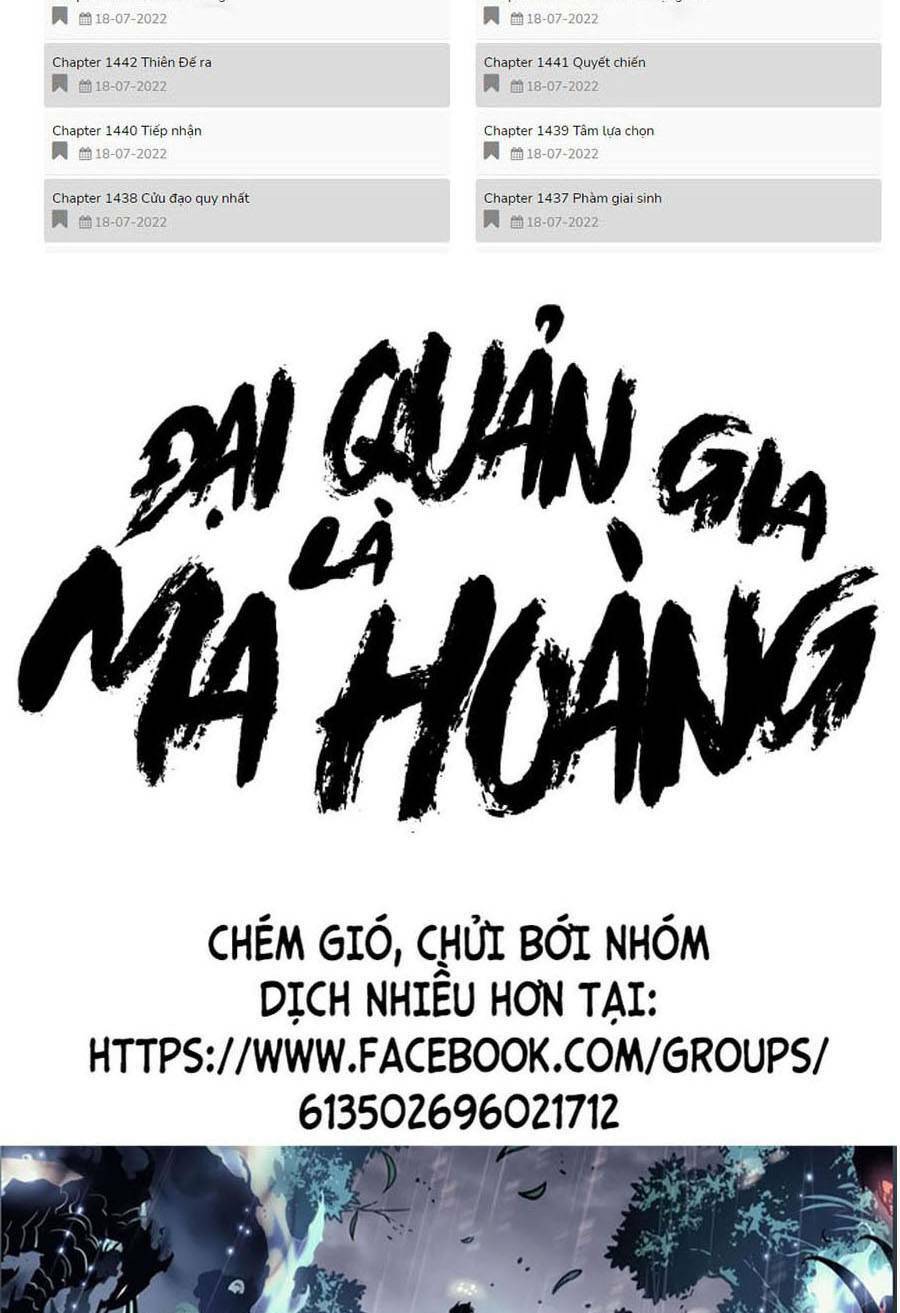 18-07-2022
18-07-2022
Chapter 1442 Thiên Đế ra
18-07-2022
Chapter 1441 Quyết chiến
18-07-2022
Chapter 1440 Tiếp nhận
18-07-2022
Chapter 1439 Tâm lựa chọn
18-07-2022
Chapter 1438 Cửu đạo quy nhất
18-07-2022
Chapter 1437 Phàm giai sinh
18-07-2022
ĐẠI QUẢN GIA
LÀ
MA HOÀNG
CHÉM GIÓ, CHỬI BỚI NHÓM
DỊCH NHIỀU HƠN TẠI:
HTTPS://WWW.FACEBOOK.COM/GROUPS/
613502696021712